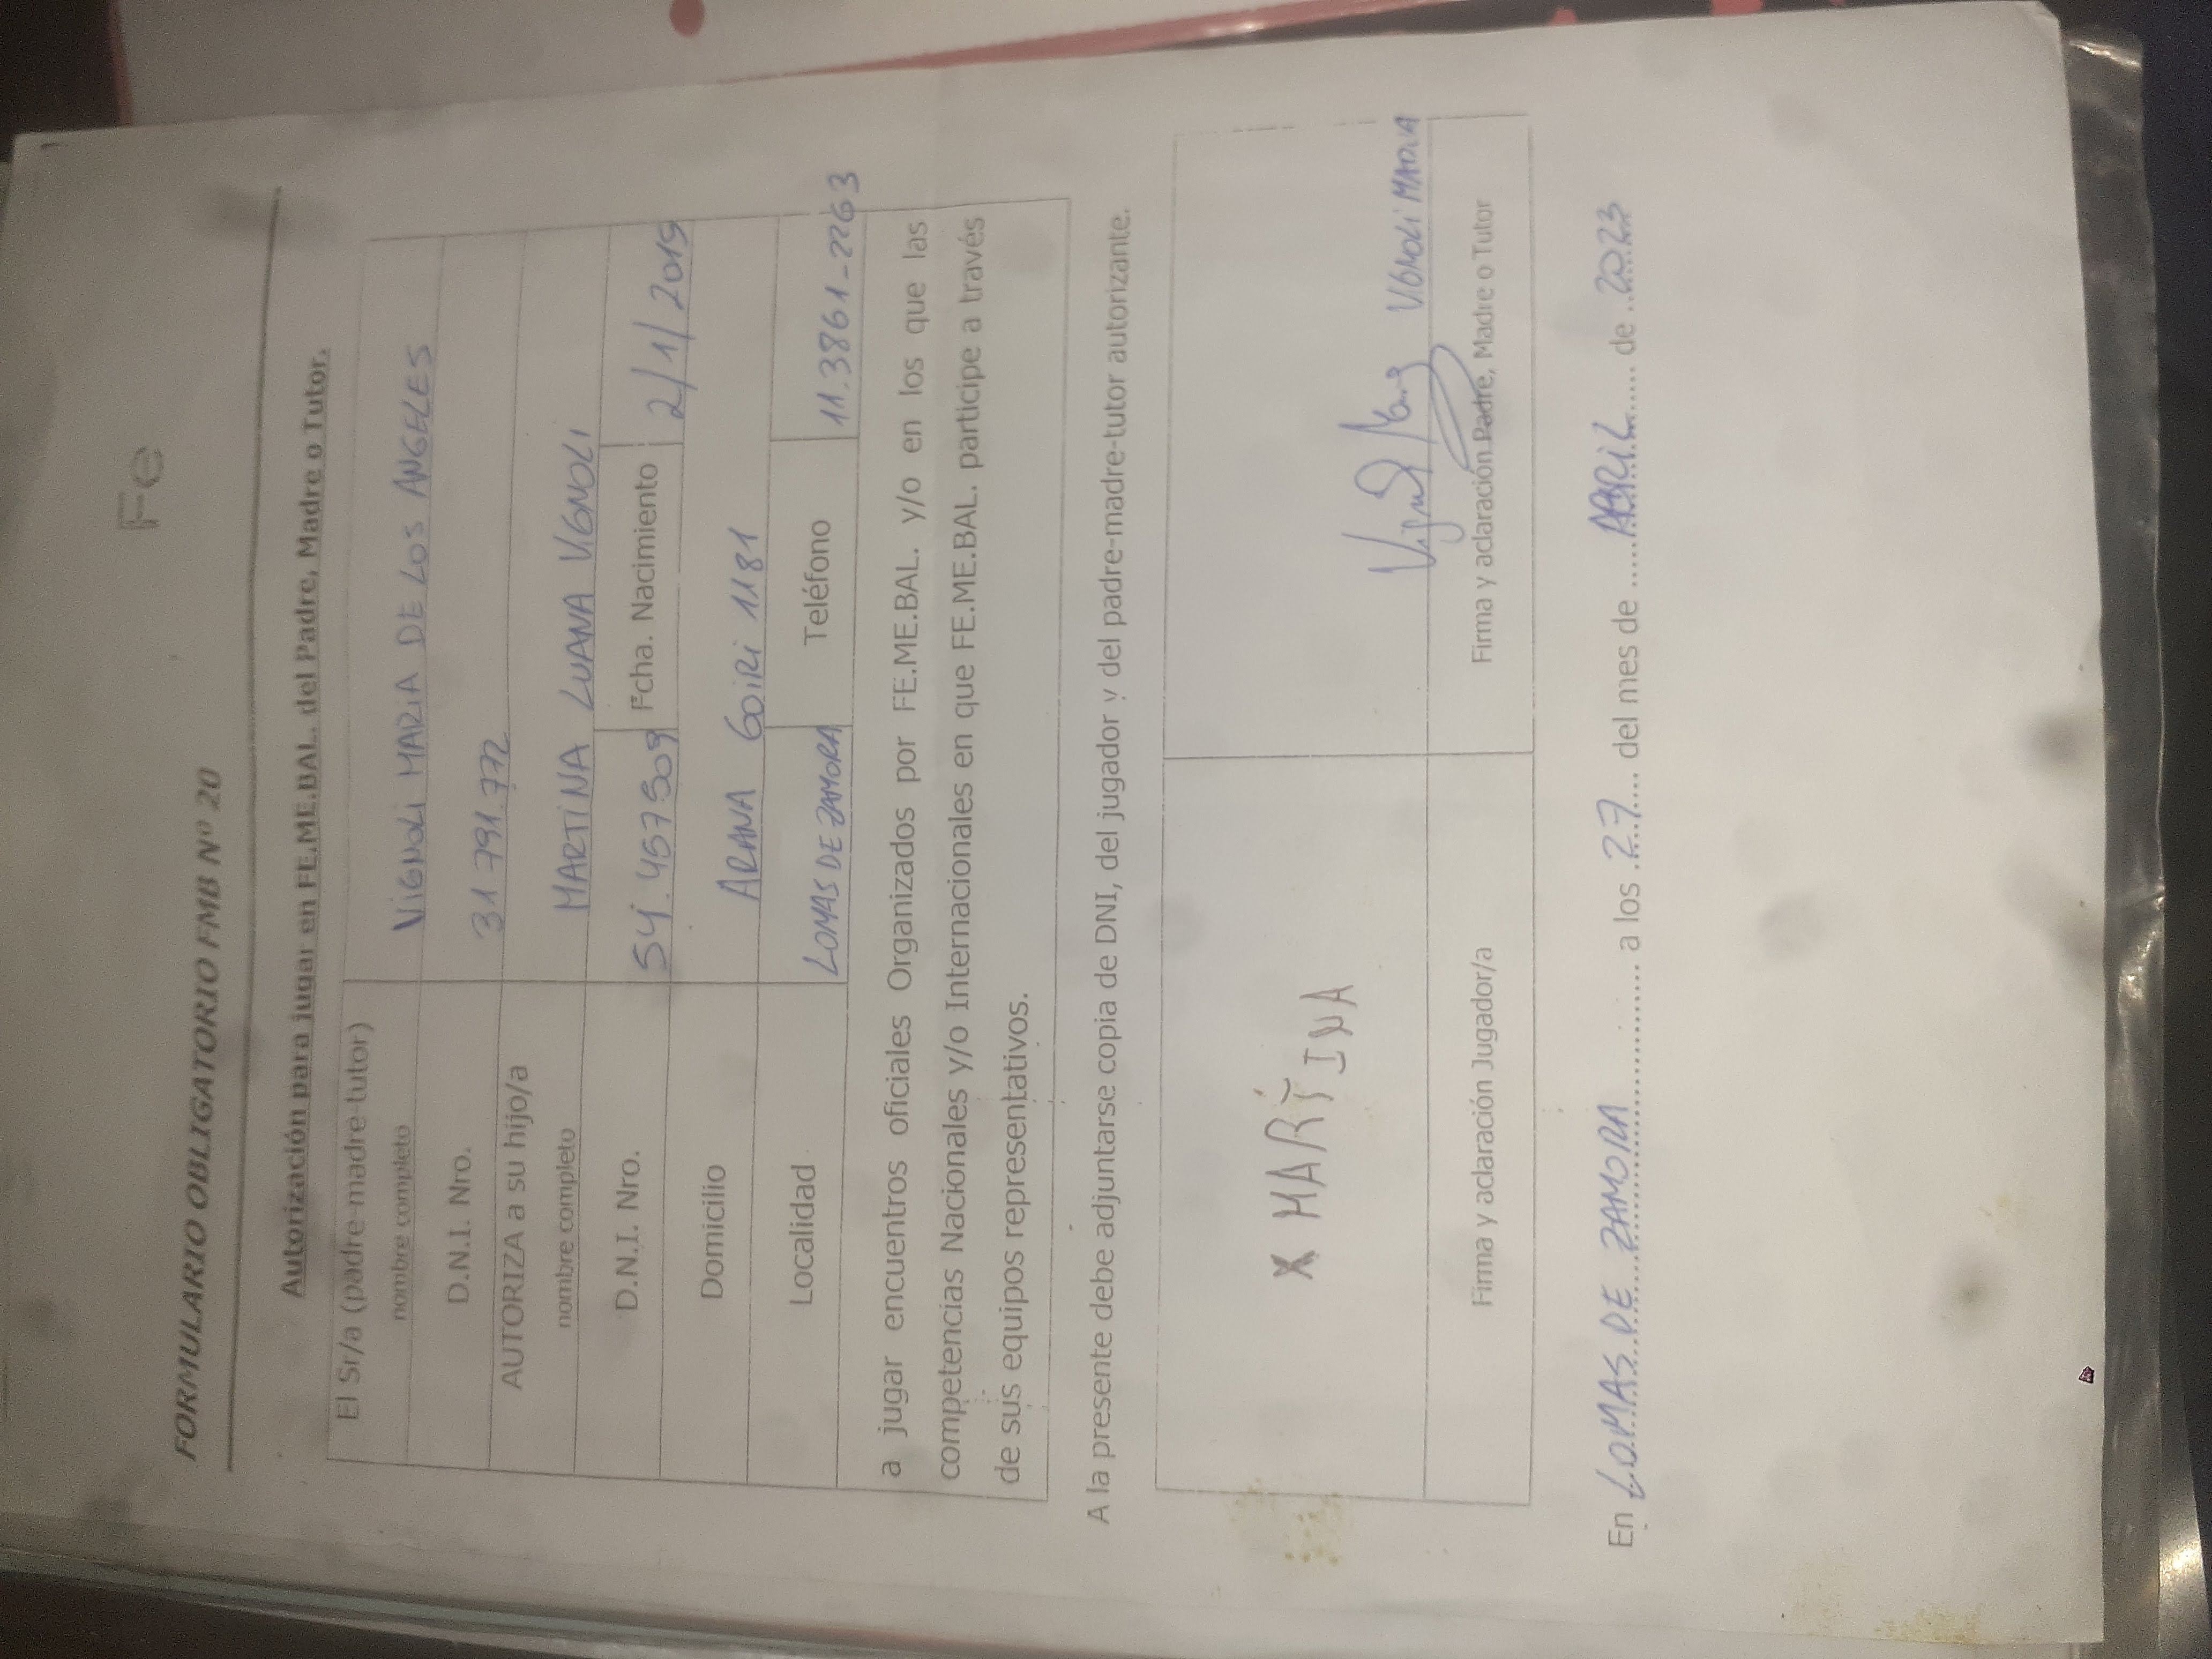 Fe
FORMULARIO OBLIGATORIO FMB Nº 20
Autorización para jugar en FE.ME.BAL. del Padre, Madre o Tutor.
El Sr/a (padre-madre-tutor)
nombre completo
VIGNOLI MARIA DE LOS ANGELES
D.N.I. Nro.
31 791.772
AUTORIZA a su hijo/a
nombre completo
MARTINA LUANA VIGNOLI
D.N.I. Nro.
54.457509
Fcha. Nacimiento
2/1/2015
Domicilio
ARANA GOIRI 1181
Localidad
LOMAS DE ZAMORA
Teléfono
11.3861-2263
a jugar encuentros oficiales Organizados por FE.ME.BAL. y/o en los que las
competencias Nacionales y/o Internacionales en que FE.ME.BAL. participe a través
de sus equipos representativos.
A la presente debe adjuntarse copia de DNI, del jugador y del padre-madre-tutor autorizante.
X MARTINA
VIGNOLI MARIA
Firma y aclaración Jugador/a
Firma y aclaración Padre, Madre o Tutor
En LOMAS DE ZAMORA a los 27 del mes de ABRIL de 2023